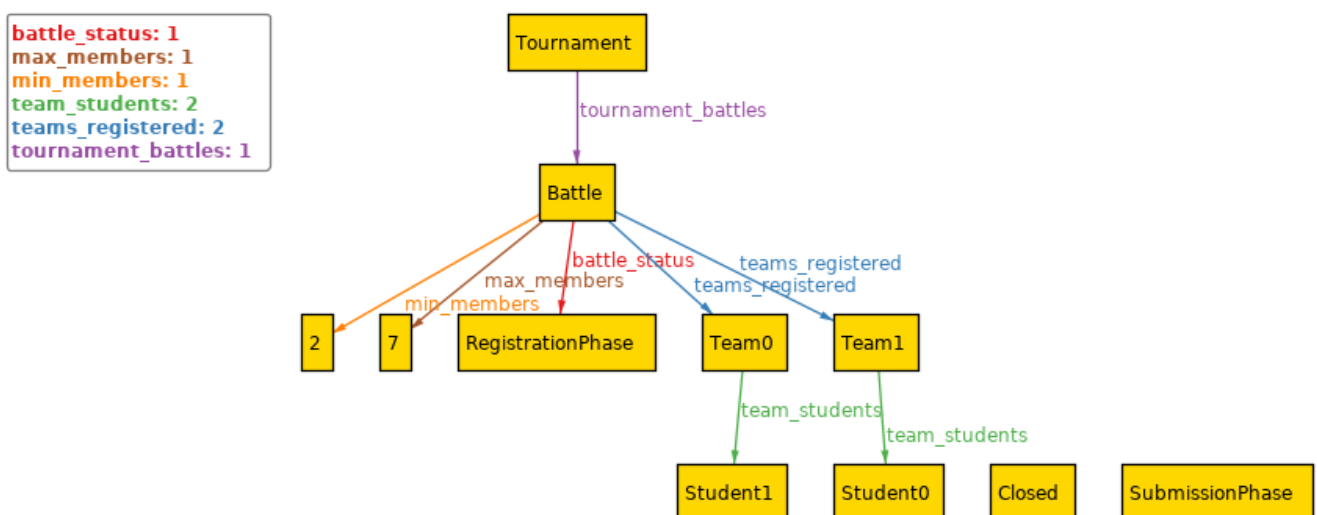 battle_status: 1
max_members: 1
min_members: 1
team_students: 2
teams_registered: 2
tournament_battles: 1
Tournament
tournament_battles
Battle
battle_status
teams_registered
max_members
teams_registered
min_members
2
7
RegistrationPhase
Team0
Team1
team_students
team_students
Student1
Student0
Closed
SubmissionPhase